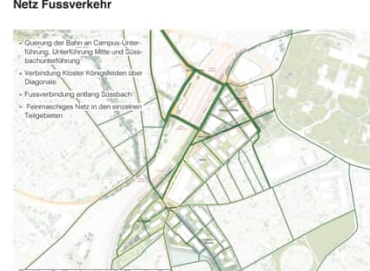 Netz Fussverkehr
- Querung der Bahn an Campus-Unter-
führung, Unterführung Mitte und Süss-
bachunterführung
- Verbindung Kloster Königsfelden über
Diagonale
- Fussverbindung entlang Süssbach
- Feinmaschiges Netz in den einzelnen
Teilgebieten